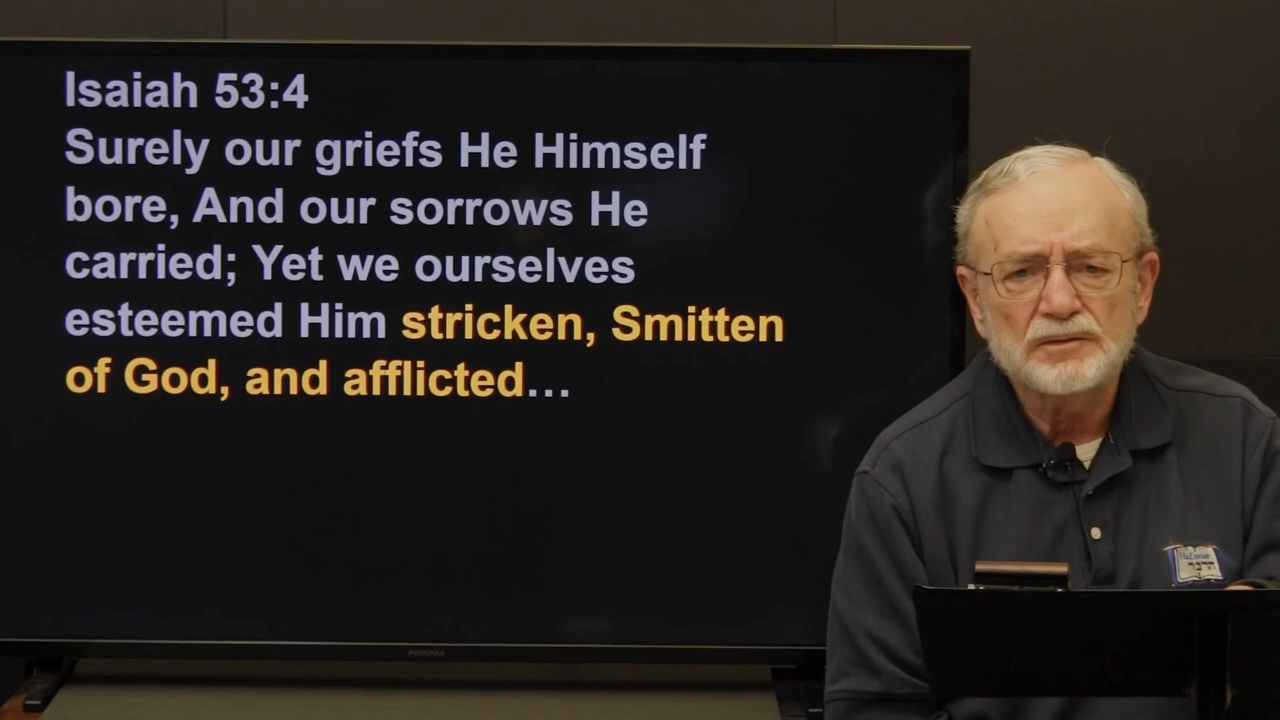 Isaiah 53:4
Surely our griefs He Himself
bore, And our sorrows He
carried; Yet we ourselves
esteemed Him stricken, Smitten
of God, and afflicted…
INSIGNIA
הדבר